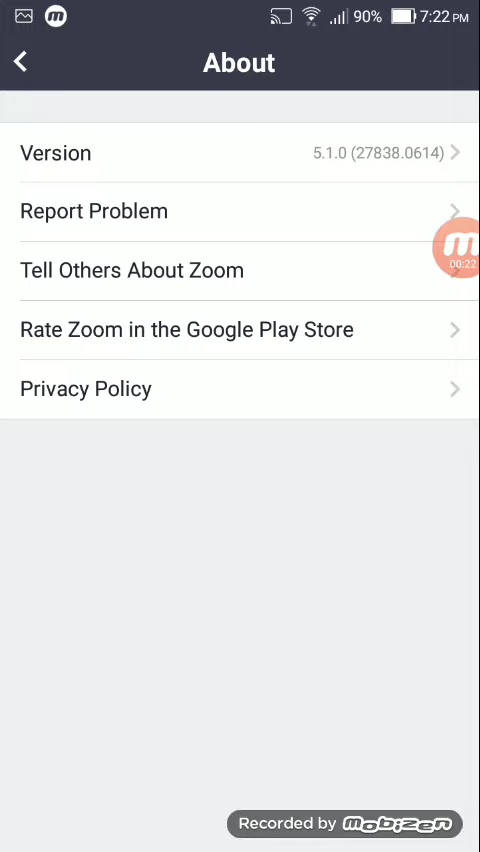 90% 7:22 PM
About
Version 5.1.0 (27838.0614)
Report Problem
00:22
Tell Others About Zoom
Rate Zoom in the Google Play Store
Privacy Policy
Recorded by mobizen